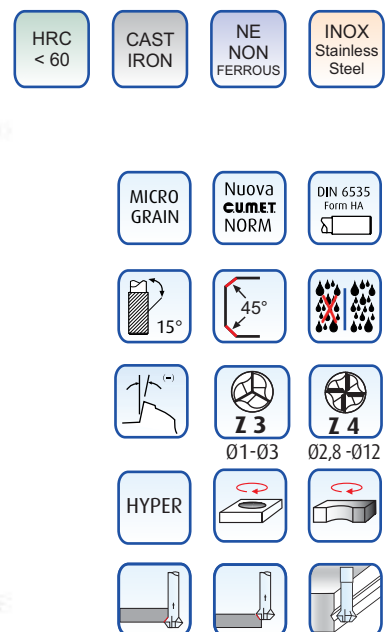 HRC
< 60
CAST
IRON
NE
NON
FERROUS
INOX
Stainless
Steel
MICRO
GRAIN
Nuova
C.U.M.E.T.
NORM
DIN 6535
Form HA
15°
45°
(-)
Z 3
Ø1-Ø3
Z 4
Ø2,8 -Ø12
HYPER